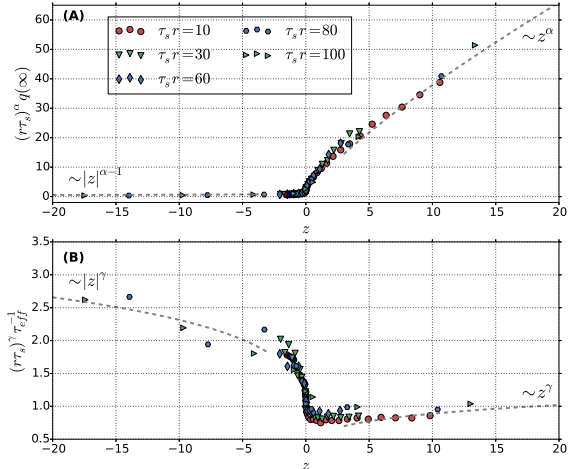 (A)
τ_s r=10
τ_s r=30
τ_s r=60
τ_s r=80
τ_s r=100
∼z^α
∼|z|^{α−1}
(rτ_s)^α q(∞)
60
50
40
30
20
10
0
−20 −15 −10 −5 0 5 10 15 20
z
(B)
∼|z|^γ
∼z^γ
(rτ_s)^γ τ_{eff}^{−1}
3.5
3.0
2.5
2.0
1.5
1.0
0.5
−20 −15 −10 −5 0 5 10 15 20
z